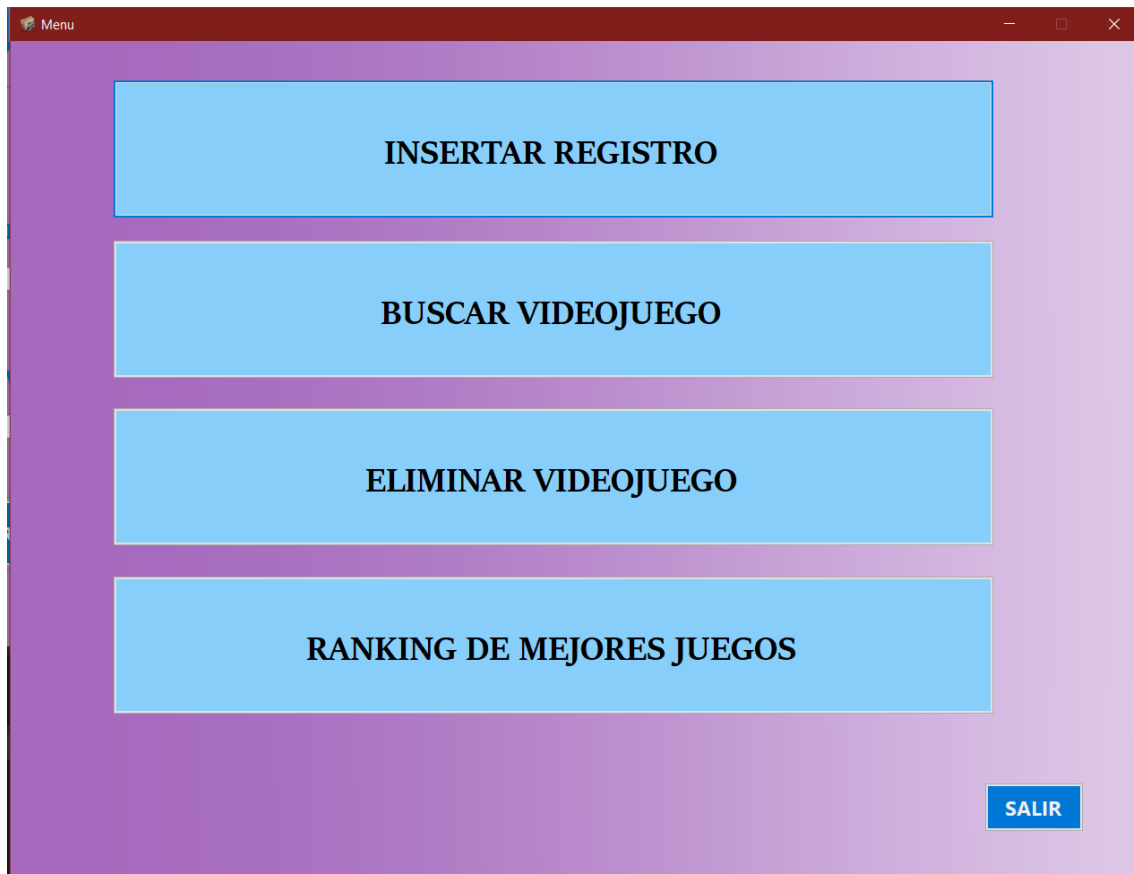 Menu
INSERTAR REGISTRO
BUSCAR VIDEOJUEGO
ELIMINAR VIDEOJUEGO
RANKING DE MEJORES JUEGOS
SALIR